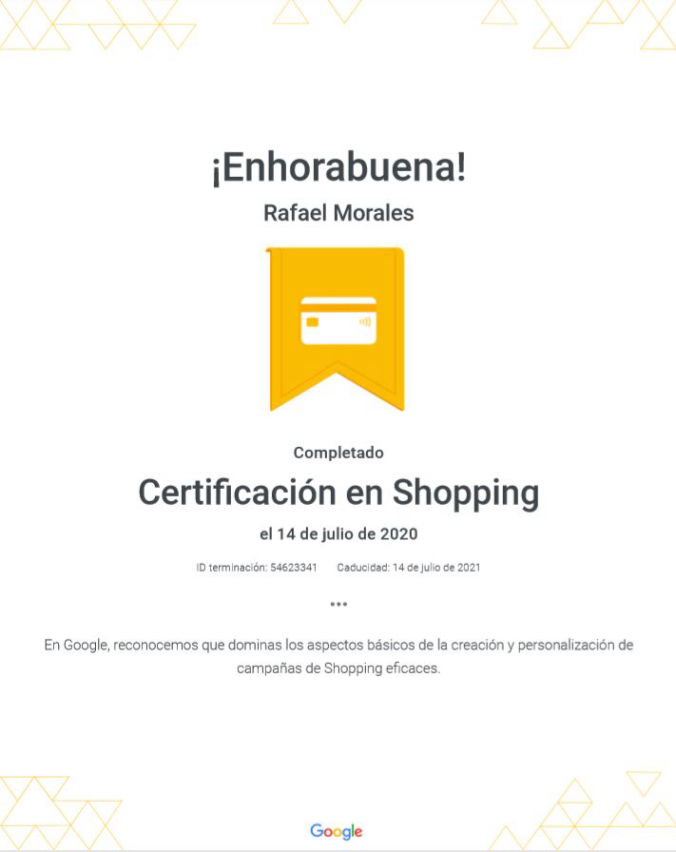 ¡Enhorabuena!
Rafael Morales
Completado
Certificación en Shopping
el 14 de julio de 2020
ID terminación: 54623341 Caducidad: 14 de julio de 2021
•••
En Google, reconocemos que dominas los aspectos básicos de la creación y personalización de
campañas de Shopping eficaces.
Google